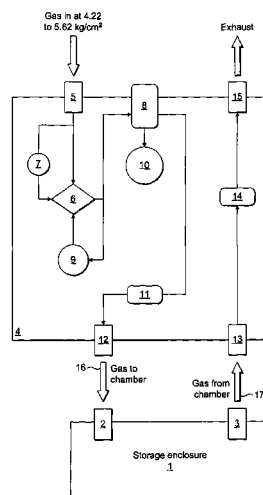 Gas in at 4.22
to 5.62 kg/cm²
Exhaust
5
8
15
7
6
14
10
9
11
4
12
13
16
Gas to
chamber
Gas from
chamber
17
2
3
Storage enclosure
1